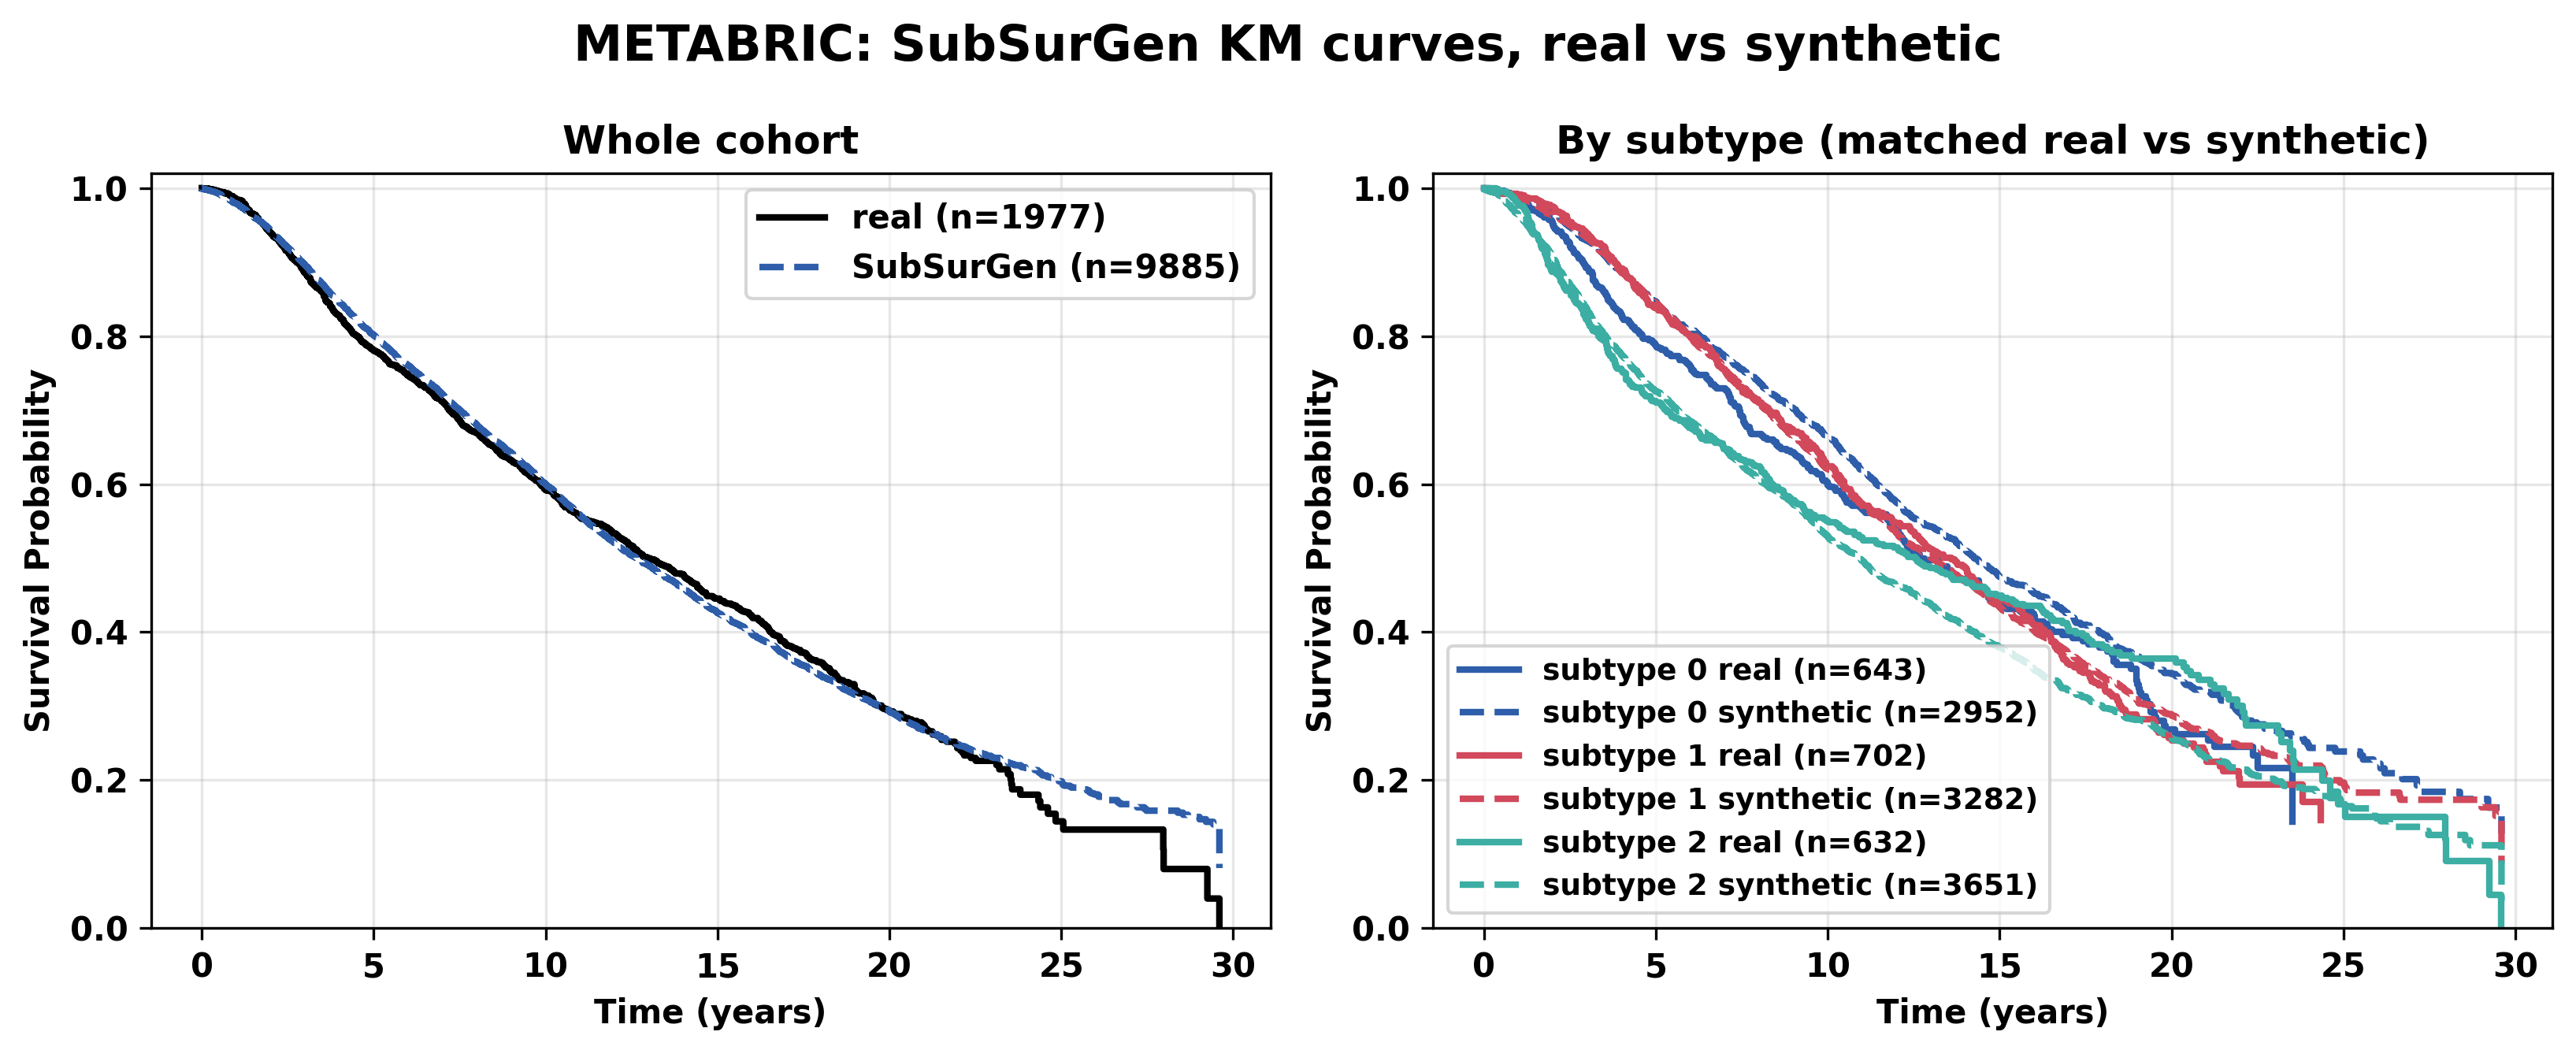 METABRIC: SubSurGen KM curves, real vs synthetic
Whole cohort
Survival Probability
1.0
0.8
0.6
0.4
0.2
0.0
0 5 10 15 20 25 30
Time (years)
real (n=1977)
SubSurGen (n=9885)
By subtype (matched real vs synthetic)
Survival Probability
1.0
0.8
0.6
0.4
0.2
0.0
0 5 10 15 20 25 30
Time (years)
subtype 0 real (n=643)
subtype 0 synthetic (n=2952)
subtype 1 real (n=702)
subtype 1 synthetic (n=3282)
subtype 2 real (n=632)
subtype 2 synthetic (n=3651)